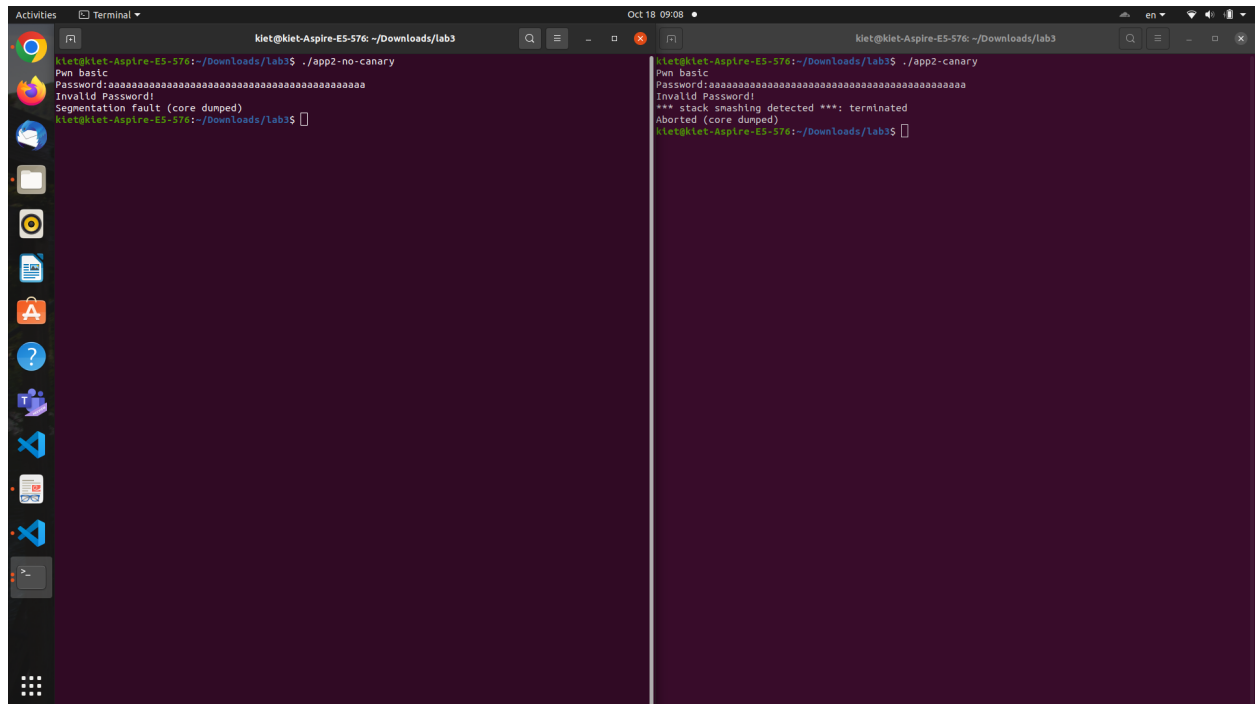 Activities
Terminal
Oct 18 09:08
en
kiet@kiet-Aspire-E5-576: ~/Downloads/lab3
kiet@kiet-Aspire-E5-576:~/Downloads/lab3$ ./app2-no-canary
Pwn basic
Password:aaaaaaaaaaaaaaaaaaaaaaaaaaaaaaaaaaaaaaaaaaaaaa
Invalid Password!
Segmentation fault (core dumped)
kiet@kiet-Aspire-E5-576:~/Downloads/lab3$
kiet@kiet-Aspire-E5-576: ~/Downloads/lab3
kiet@kiet-Aspire-E5-576:~/Downloads/lab3$ ./app2-canary
Pwn basic
Password:aaaaaaaaaaaaaaaaaaaaaaaaaaaaaaaaaaaaaaaaaaaaaa
Invalid Password!
*** stack smashing detected ***: terminated
Aborted (core dumped)
kiet@kiet-Aspire-E5-576:~/Downloads/lab3$